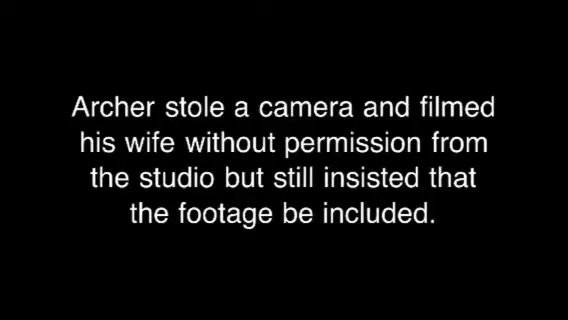 Archer stole a camera and filmed
his wife without permission from
the studio but still insisted that
the footage be included.